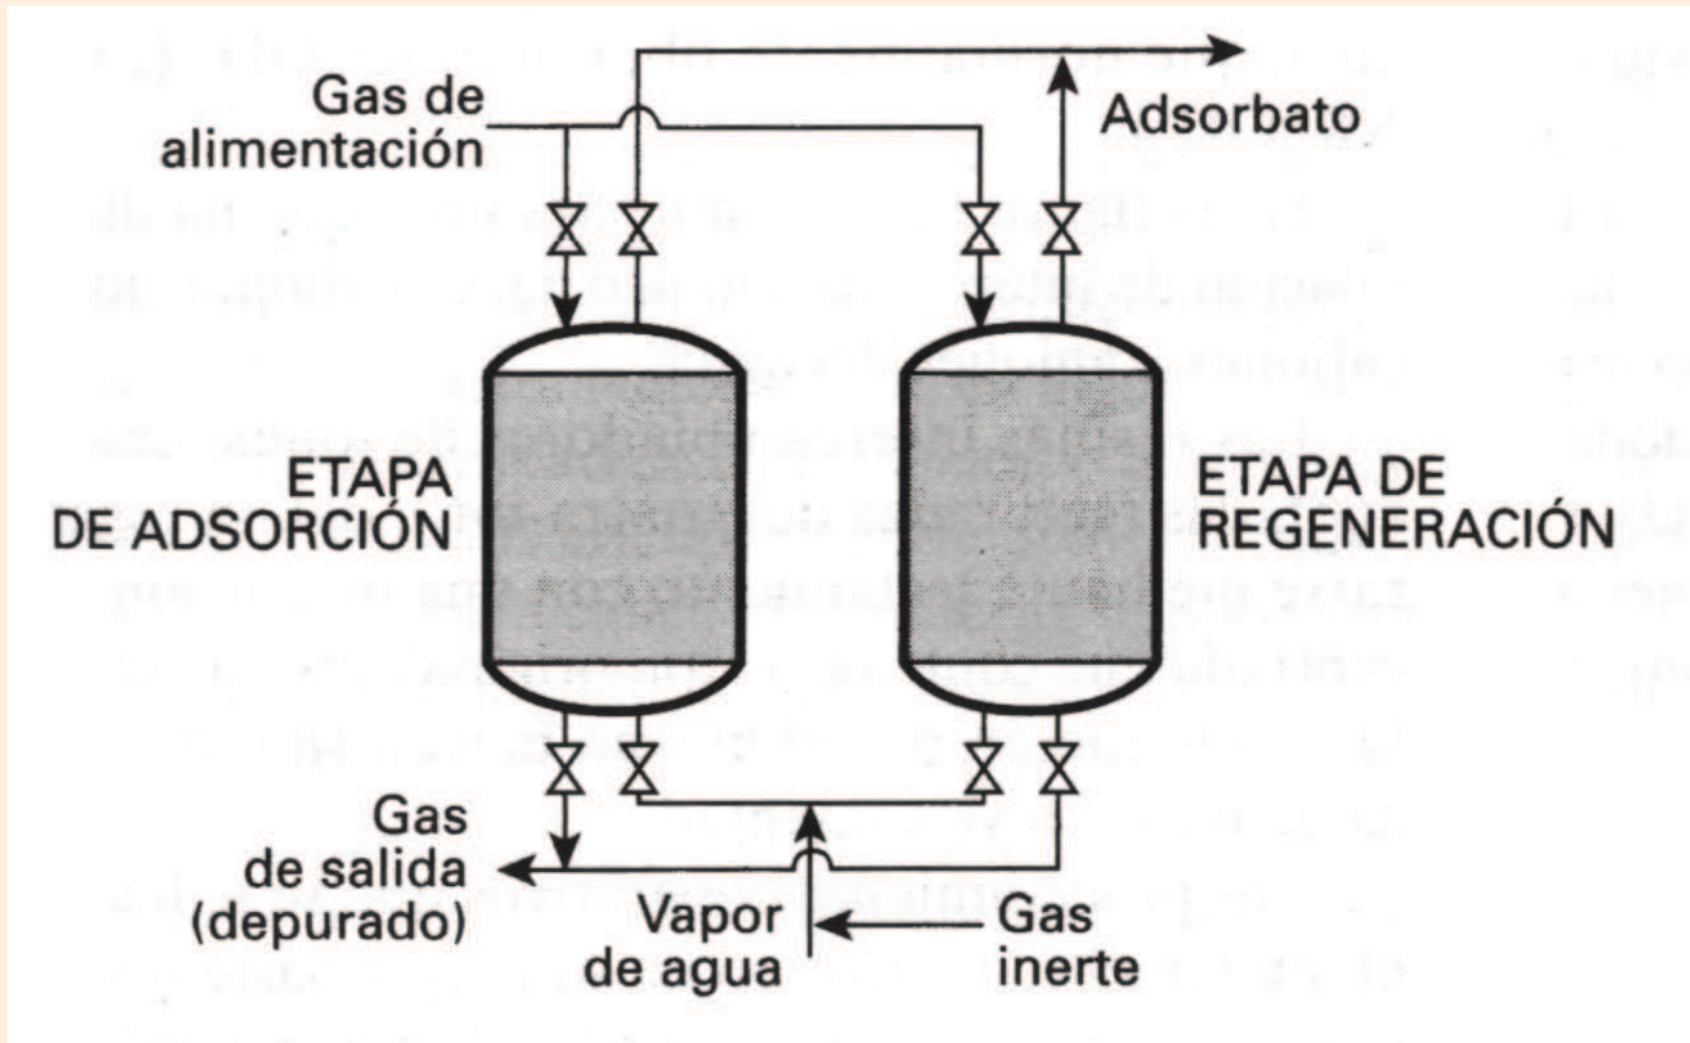 Gas de
alimentación
Adsorbato
ETAPA
DE ADSORCIÓN
ETAPA DE
REGENERACIÓN
Gas
de salida
(depurado)
Vapor
de agua
Gas
inerte